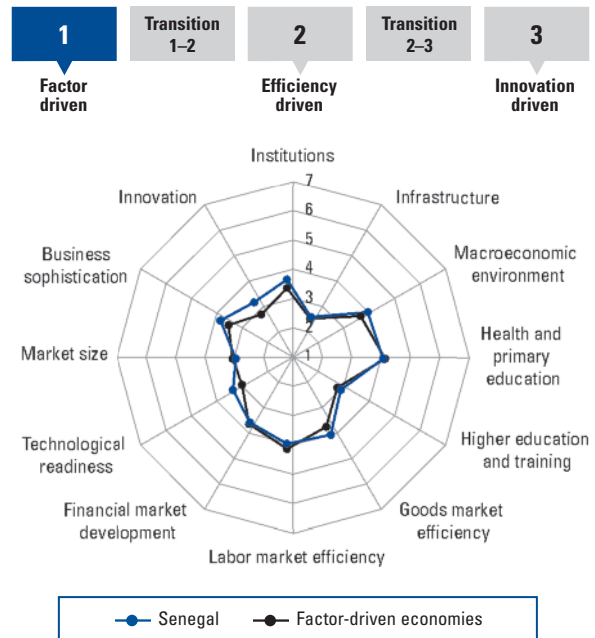 1
Transition
1–2
2
Transition
2–3
3
Factor
driven
Efficiency
driven
Innovation
driven
Institutions
7
Innovation
Infrastructure
6
5
Business
sophistication
Macroeconomic
environment
4
3
2
Market size
1
Health and
primary
education
Technological
readiness
Higher education
and training
Financial market
development
Goods market
efficiency
Labor market efficiency
Senegal
Factor-driven economies